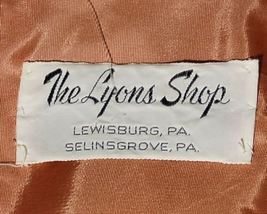 The Lyons Shop
LEWISBURG, PA.
SELINSGROVE, PA.